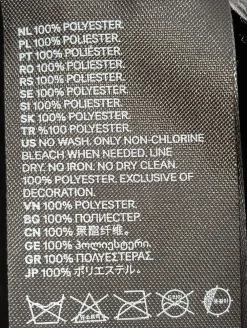 NL 100% POLYESTER.
PL 100% POLIESTER.
PT 100% POLIÉSTER.
RO 100% POLIESTER.
RS 100% POLIESTER.
SE 100% POLYESTER.
SI 100% POLIESTER.
SK 100% POLYESTER.
TR %100 POLYESTER.
US NO WASH. ONLY NON-CHLORINE
BLEACH WHEN NEEDED. LINE
DRY. NO IRON. NO DRY CLEAN.
100% POLYESTER. EXCLUSIVE OF
DECORATION.
VN 100% POLYESTER.
BG 100% ПОЛИЕСТЕР.
CN 100% 聚酯纤维。
GE 100% პოლიესტერი.
GR 100% ΠΟΛΥΕΣΤΕΡΑΣ.
JP 100% ポリエステル。